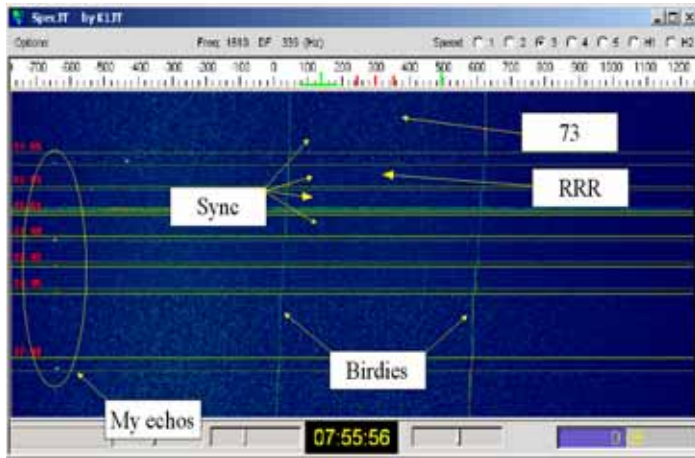 SpecJT by K1JT
Options Freq: 1593 DF: 333 (Hz) Speed: 1 2 3 4 5 H1 H2
-700 -600 -500 -400 -300 -200 -100 0 100 200 300 400 500 600 700 800 900 1000 1100 1200
73
RRR
Sync
Birdies
My echos
07:55:56